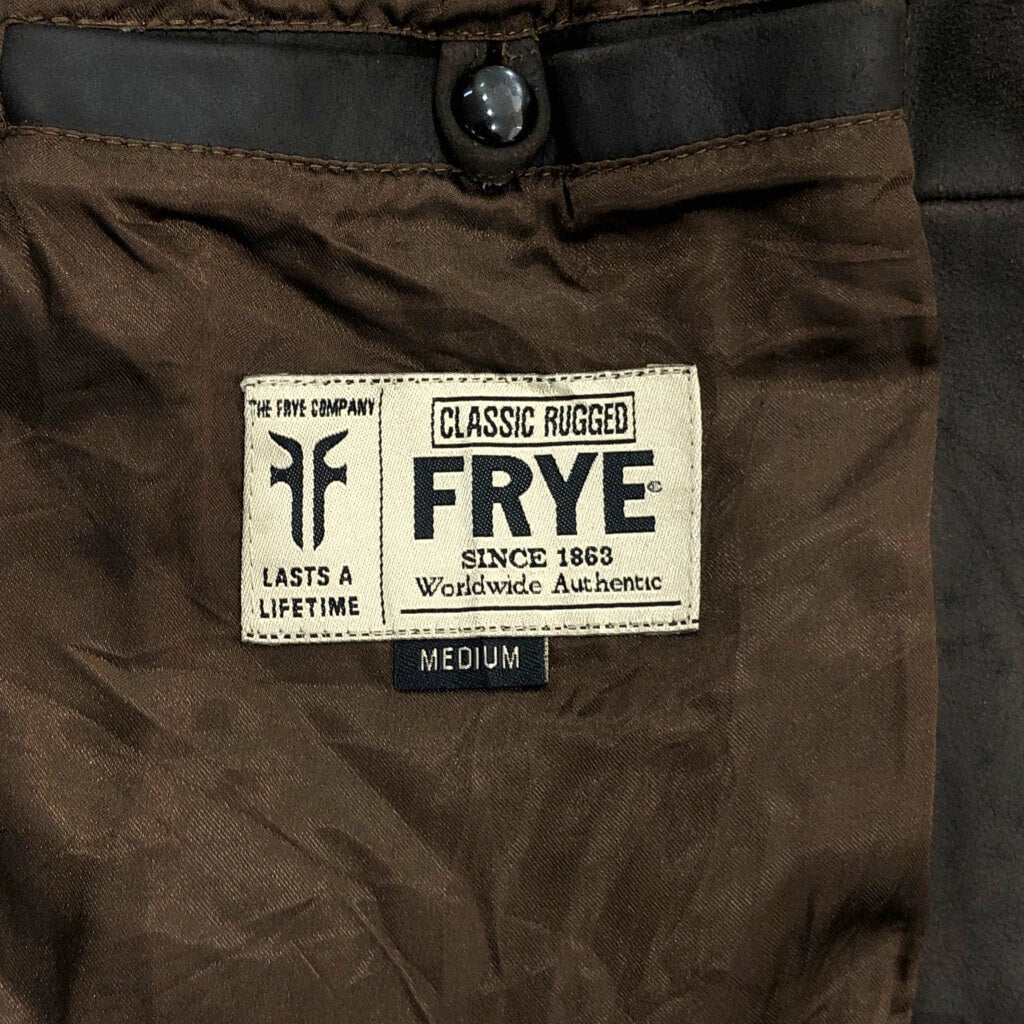 THE FRYE COMPANY
LASTS A
LIFETIME
CLASSIC RUGGED
FRYE
SINCE 1863
Worldwide Authentic
MEDIUM